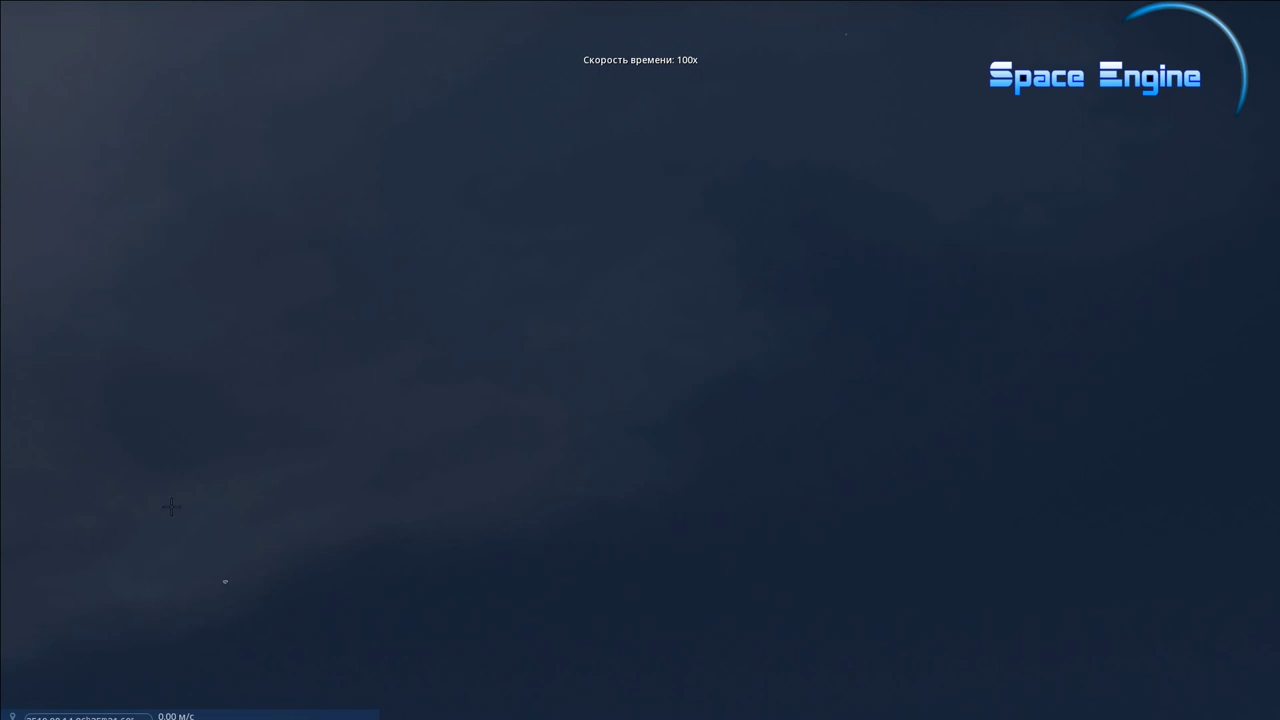 Скорость времени: 100x
Space Engine
0.00 м/с